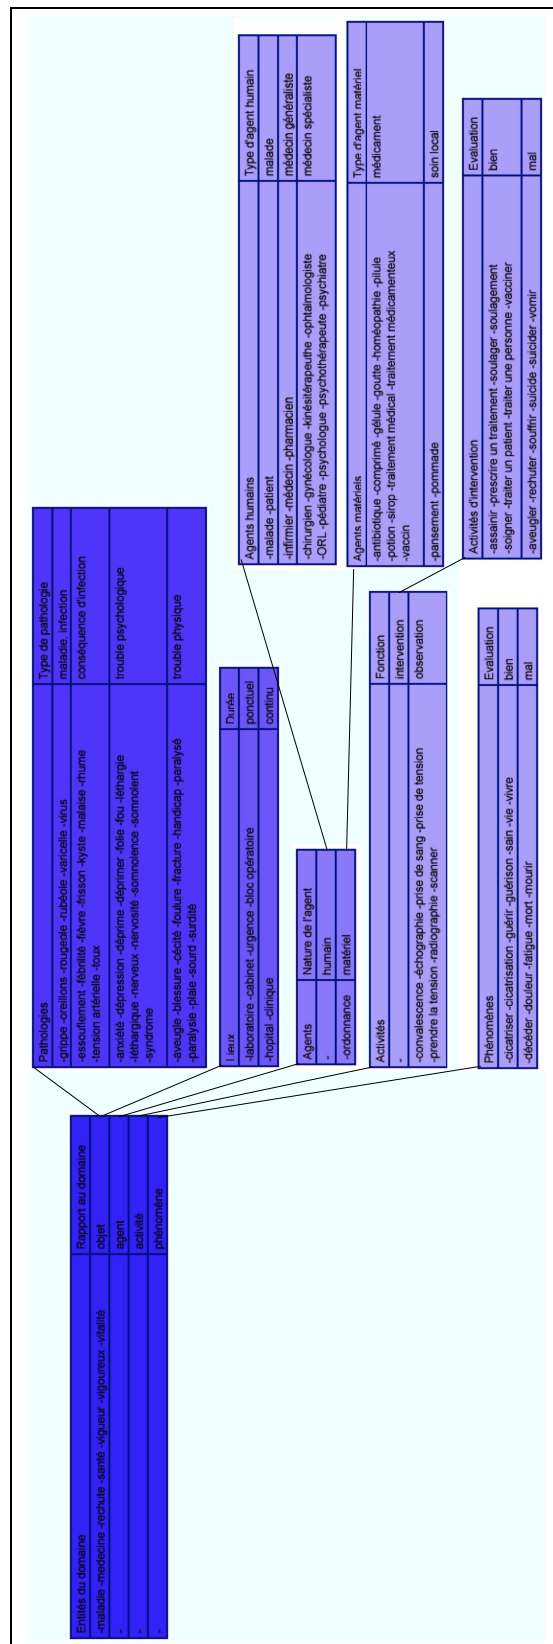 Entités du domaine Rapport au domaine
-maladie -medecine -rechute -santé -vigueur -vigoureux -vitalité objet
- agent
- activité
- phénomène
Pathologies Type de pathologie
-grippe -oreillons -rougeole -rubéole -varicelle -virus maladie, infection
-essouflement -fébrilité -fièvre -frisson -kyste -malaise -rhume conséquence d'infection
-tension artérielle -toux
-anxiété -dépression -déprime -déprimer -folie -fou -léthargie trouble psychologique
-léthargique -nerveux -nervosité -somnolence -somnolent
-syndrome
-aveugle -blessure -cécité -foulure -fracture -handicap -paralysé trouble physique
-paralysie -plaie -sourd -surdité
Lieux Durée
-laboratoire -cabinet -urgence -bloc opératoire ponctuel
-hopital -clinique continu
Agents Nature de l'agent
- humain
-ordonnance matériel
Activités Fonction
- intervention
-convalescence -échographie -prise de sang -prise de tension observation
-prendre la tension -radiographie -scanner
Phénomènes Evaluation
-cicatriser -cicatrisation -guérir -guérison -sain -vie -vivre bien
-décéder -douleur -fatigue -mort -mourir mal
Agents humains Type d'agent humain
-malade -patient malade
-infirmier -médecin -pharmacien médecin généraliste
-chirurgien -gynécologue -kinésitérapeuthe -ophtalmologiste médecin spécialiste
-ORL -pédiatre -psychologue -psychothérapeute -psychiatre
Agents matériels Type d'agent matériel
-antibiotique -comprimé -gélule -goutte -homéopathie -pilule médicament
-potion -sirop -traitement médical -traitement médicamenteux
-vaccin
-pansement -pommade soin local
Activités d'intervention Evaluation
-assainir -prescrire un traitement -soulager -soulagement bien
-soigner -traiter un patient -traiter une personne -vacciner
-aveugler -rechuter -souffrir -suicide -suicider -vomir mal